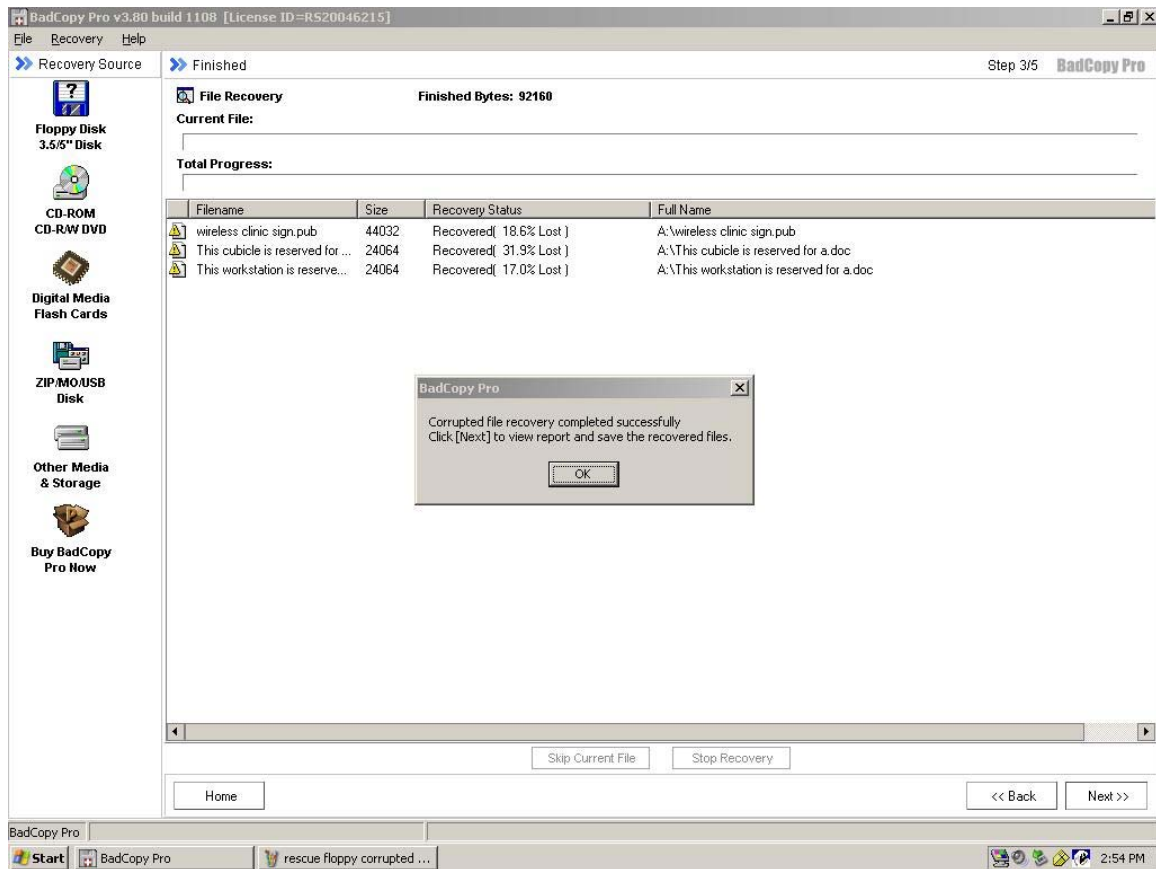 BadCopy Pro v3.80 build 1108 [License ID=RS20046215]
File Recovery Help
Recovery Source
Finished
Step 3/5 BadCopy Pro
Floppy Disk
3.5/5" Disk
CD-ROM
CD-R/W DVD
Digital Media
Flash Cards
ZIP/MO/USB
Disk
Other Media
& Storage
Buy BadCopy
Pro Now
File Recovery Finished Bytes: 92160
Current File:
Total Progress:
Filename Size Recovery Status Full Name
wireless clinic sign.pub 44032 Recovered( 18.6% Lost ) A:\wireless clinic sign.pub
This cubicle is reserved for ... 24064 Recovered( 31.9% Lost ) A:\This cubicle is reserved for a.doc
This workstation is reserve... 24064 Recovered( 17.0% Lost ) A:\This workstation is reserved for a.doc
BadCopy Pro
Corrupted file recovery completed successfully
Click [Next] to view report and save the recovered files.
OK
Skip Current File Stop Recovery
Home << Back Next >>
BadCopy Pro
Start BadCopy Pro rescue floppy corrupted ... 2:54 PM